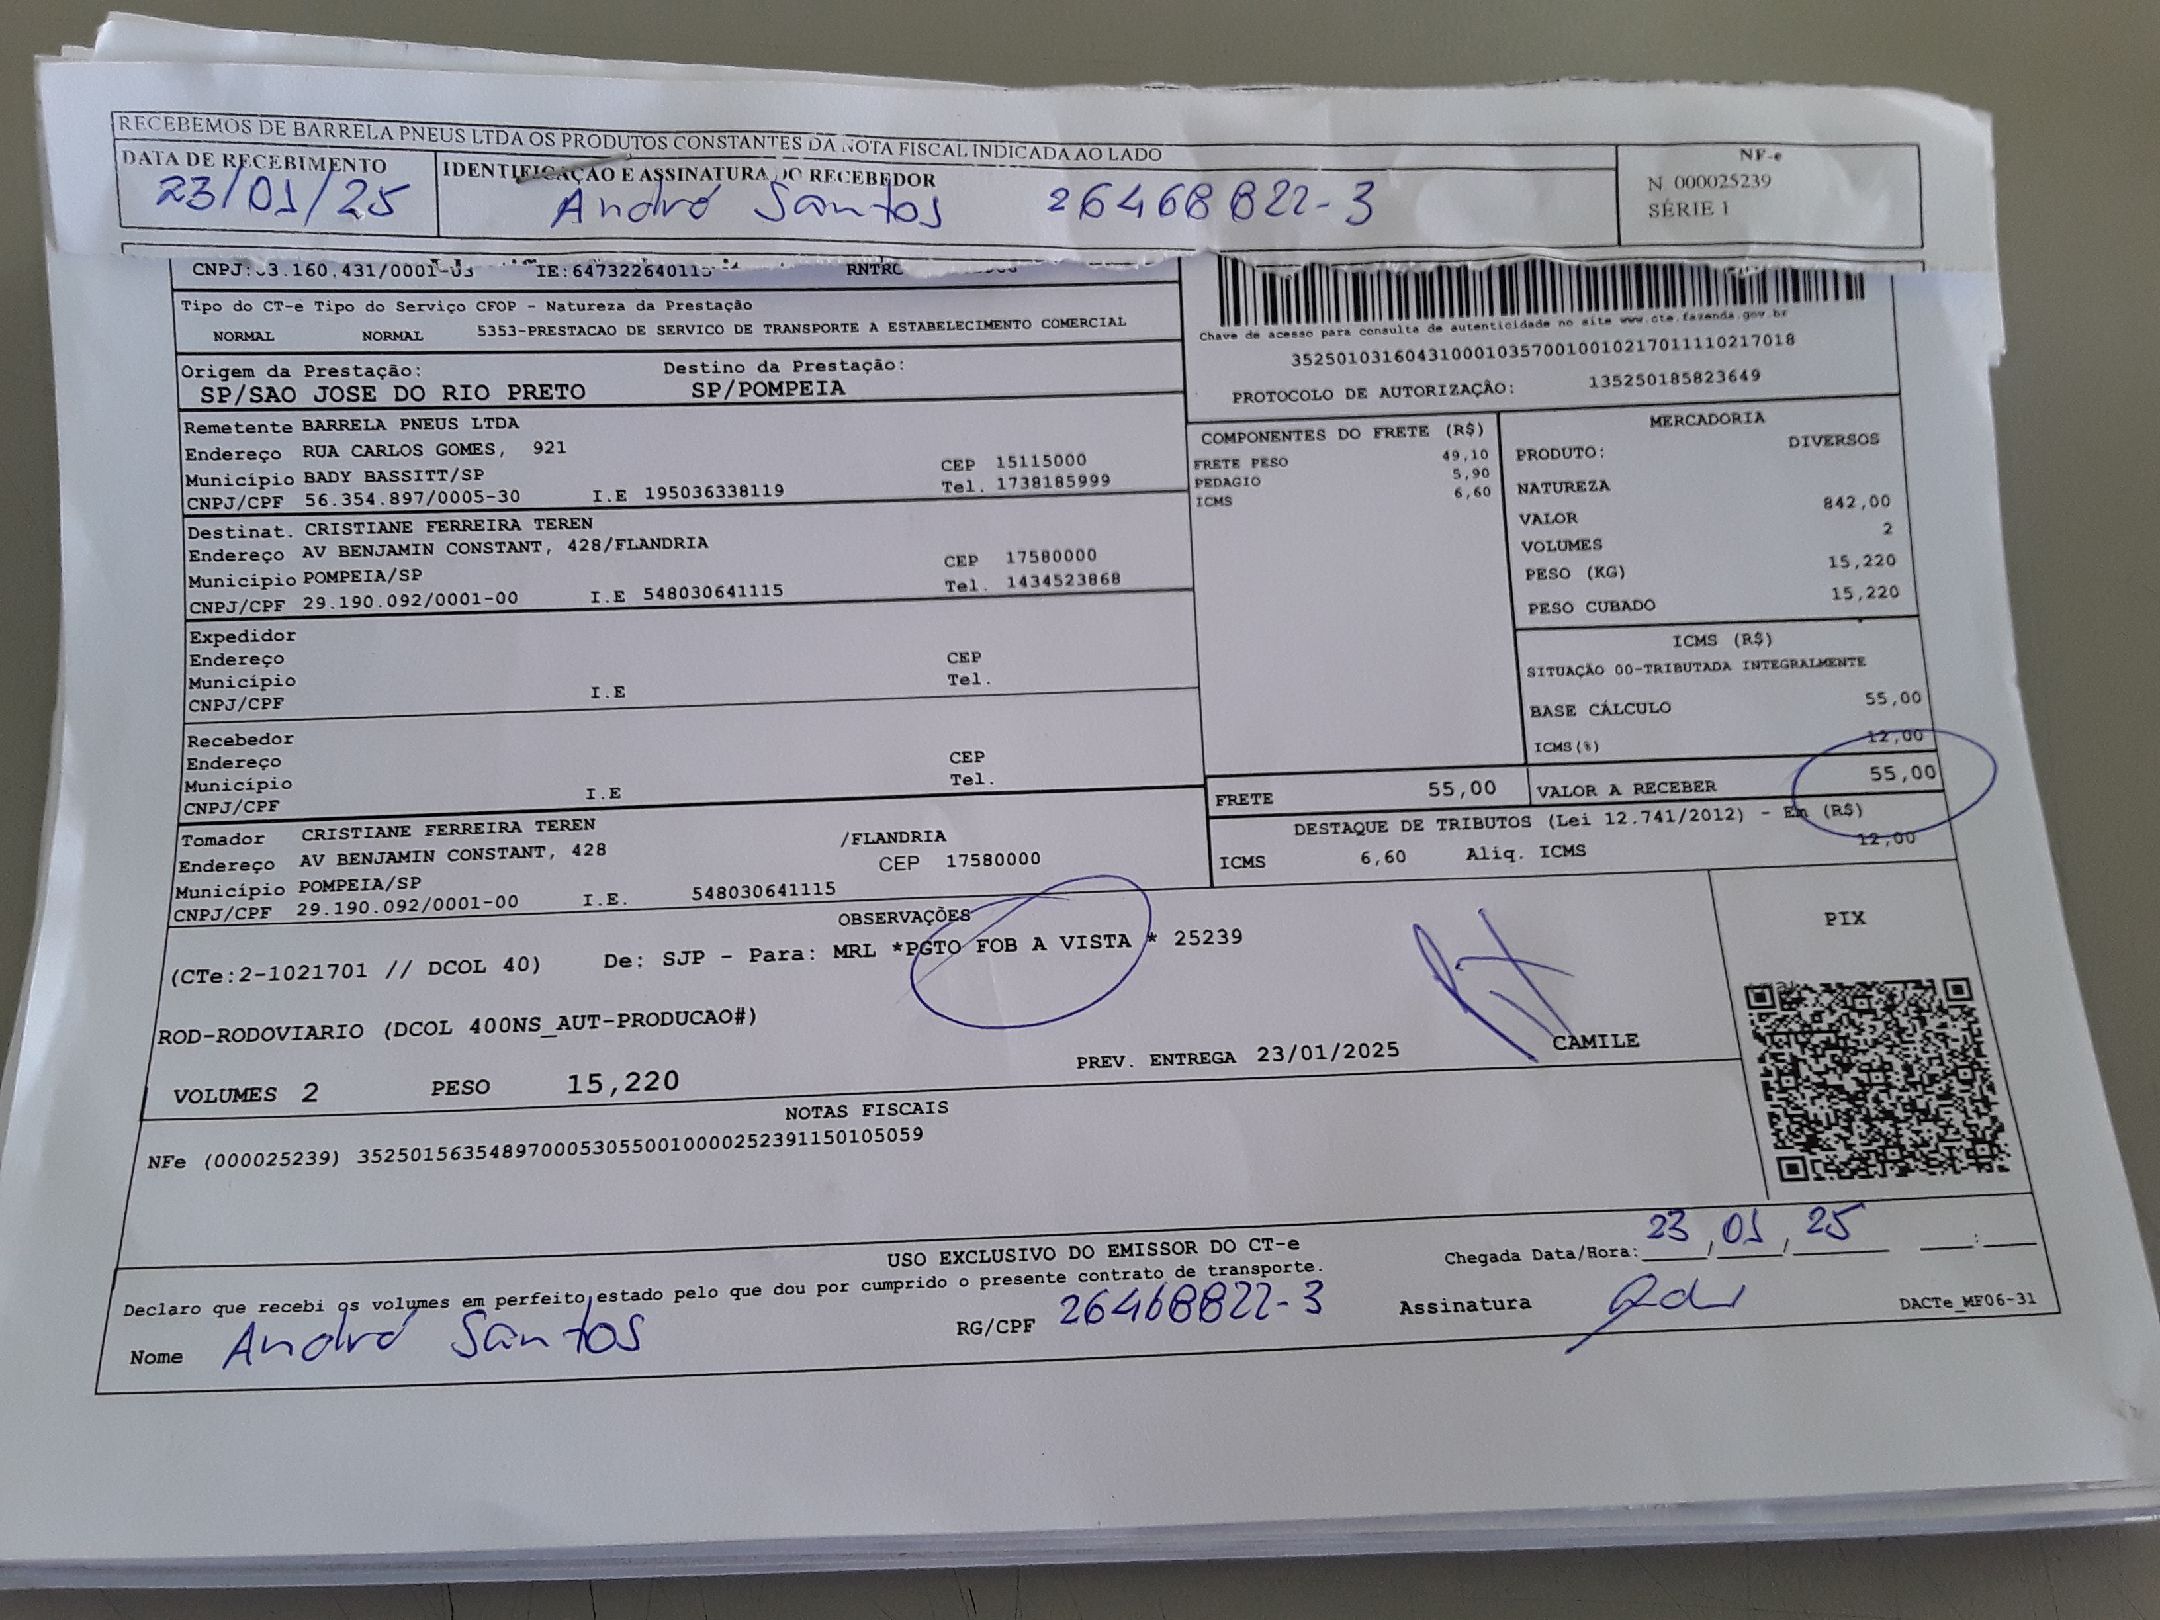 RECEBEMOS DE BARRELA PNEUS LTDA OS PRODUTOS CONSTANTES DA NOTA FISCAL INDICADA AO LADO
DATA DE RECEBIMENTO
23/01/25
IDENTIFICAÇÃO E ASSINATURA DO RECEBEDOR
André Santos 26468822-3
NF-e
N 000025239
SÉRIE 1
CNPJ: 3.160.431/0001-03 IE:647322640115 RNTRC
Tipo do CT-e Tipo do Serviço CFOP - Natureza da Prestação
NORMAL NORMAL 5353-PRESTACAO DE SERVICO DE TRANSPORTE A ESTABELECIMENTO COMERCIAL
Chave de acesso para consulta de autenticidade no site www.cte.fazenda.gov.br
35250103160431000103570010010217011110217018
PROTOCOLO DE AUTORIZAÇÂO: 135250185823649
Origem da Prestação: Destino da Prestação:
SP/SAO JOSE DO RIO PRETO SP/POMPEIA
Remetente BARRELA PNEUS LTDA
Endereço RUA CARLOS GOMES, 921
Município BADY BASSITT/SP CEP 15115000
CNPJ/CPF 56.354.897/0005-30 I.E 195036338119 Tel. 1738185999
Destinat. CRISTIANE FERREIRA TEREN
Endereço AV BENJAMIN CONSTANT, 428/FLANDRIA
Município POMPEIA/SP CEP 17580000
CNPJ/CPF 29.190.092/0001-00 I.E 548030641115 Tel. 1434523868
Expedidor
Endereço
Município CEP
CNPJ/CPF I.E Tel.
Recebedor
Endereço
Município CEP
CNPJ/CPF I.E Tel.
Tomador CRISTIANE FERREIRA TEREN
Endereço AV BENJAMIN CONSTANT, 428 /FLANDRIA
Município POMPEIA/SP CEP 17580000
CNPJ/CPF 29.190.092/0001-00 I.E. 548030641115
COMPONENTES DO FRETE (R$)
FRETE PESO 49,10
PEDAGIO 5,90
ICMS 6,60
MERCADORIA
PRODUTO: DIVERSOS
NATUREZA
VALOR 842,00
VOLUMES 2
PESO (KG) 15,220
PESO CUBADO 15,220
ICMS (R$)
SITUAÇÃO 00-TRIBUTADA INTEGRALMENTE
BASE CÁLCULO 55,00
ICMS(%) 12,00
FRETE 55,00 VALOR A RECEBER 55,00
DESTAQUE DE TRIBUTOS (Lei 12.741/2012) - Em (R$)
ICMS 6,60 Aliq. ICMS 12,00
OBSERVAÇÕES
(CTe:2-1021701 // DCOL 40) De: SJP - Para: MRL *PGTO FOB A VISTA * 25239
ROD-RODOVIARIO (DCOL 400NS_AUT-PRODUCAO#)
PREV. ENTREGA 23/01/2025 CAMILE
VOLUMES 2 PESO 15,220
PIX
NOTAS FISCAIS
NFe (000025239) 35250156354897000530550010000252391150105059
USO EXCLUSIVO DO EMISSOR DO CT-e
Declaro que recebi os volumes em perfeito estado pelo que dou por cumprido o presente contrato de transporte.
Chegada Data/Hora: 23/01/25 :
Nome André Santos RG/CPF 26468822-3 Assinatura
DACTe_MF06-31